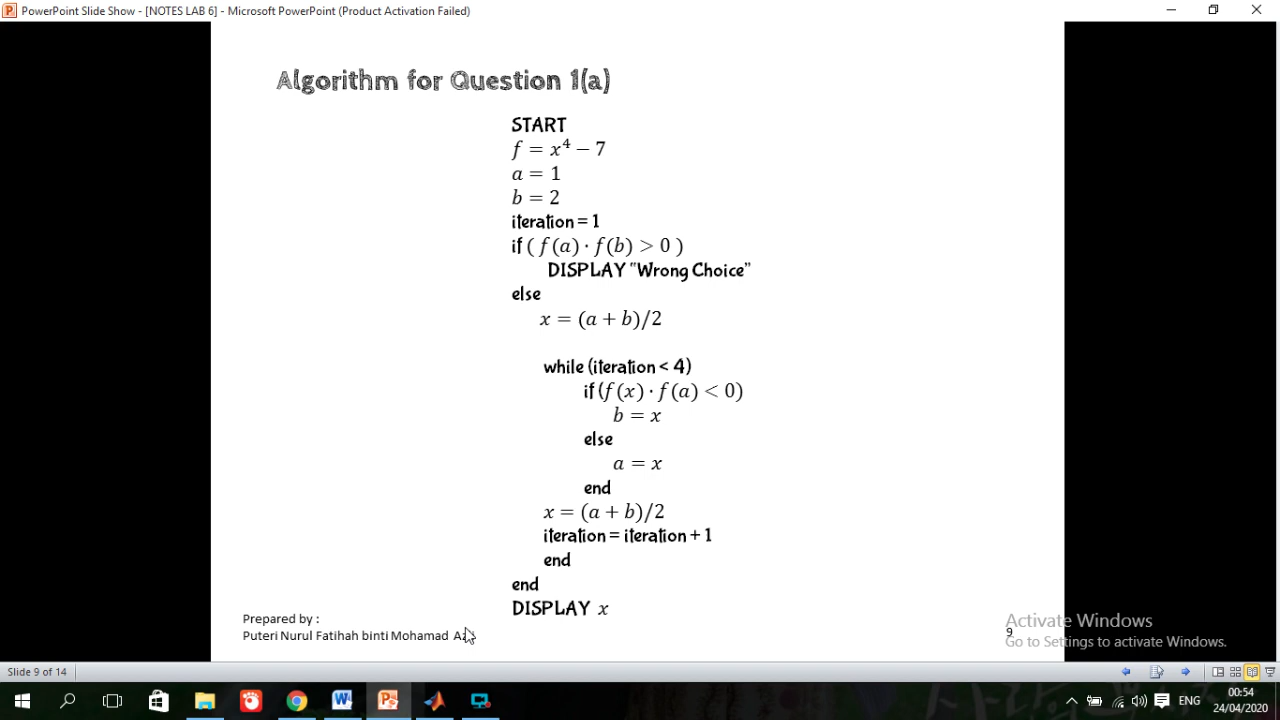 PowerPoint Slide Show - [NOTES LAB 6] - Microsoft PowerPoint (Product Activation Failed)
Algorithm for Question 1(a)
START
f = x⁴ − 7
a = 1
b = 2
iteration = 1
if ( f(a) · f(b) > 0 )
DISPLAY "Wrong Choice"
else
x = (a + b)/2
while (iteration < 4)
if (f(x) · f(a) < 0)
b = x
else
a = x
end
x = (a + b)/2
iteration = iteration + 1
end
end
DISPLAY x
Prepared by :
Puteri Nurul Fatihah binti Mohamad
9
Activate Windows
Go to Settings to activate Windows.
Slide 9 of 14
ENG
00:54
24/04/2020